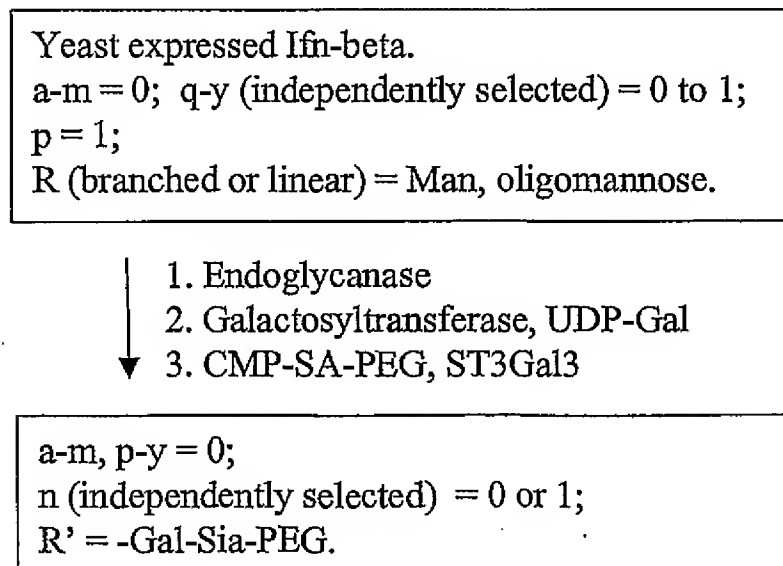 Yeast expressed Ifn-beta.
a-m = 0; q-y (independently selected) = 0 to 1;
p = 1;
R (branched or linear) = Man, oligomannose.
1. Endoglycanase
2. Galactosyltransferase, UDP-Gal
3. CMP-SA-PEG, ST3Gal3
a-m, p-y = 0;
n (independently selected) = 0 or 1;
R’ = -Gal-Sia-PEG.